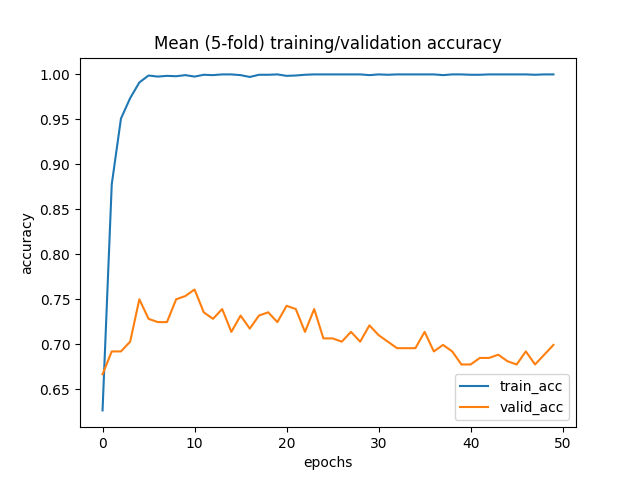 Mean (5-fold) training/validation accuracy
accuracy
1.00
0.95
0.90
0.85
0.80
0.75
0.70
0.65
train_acc
valid_acc
0 10 20 30 40 50
epochs